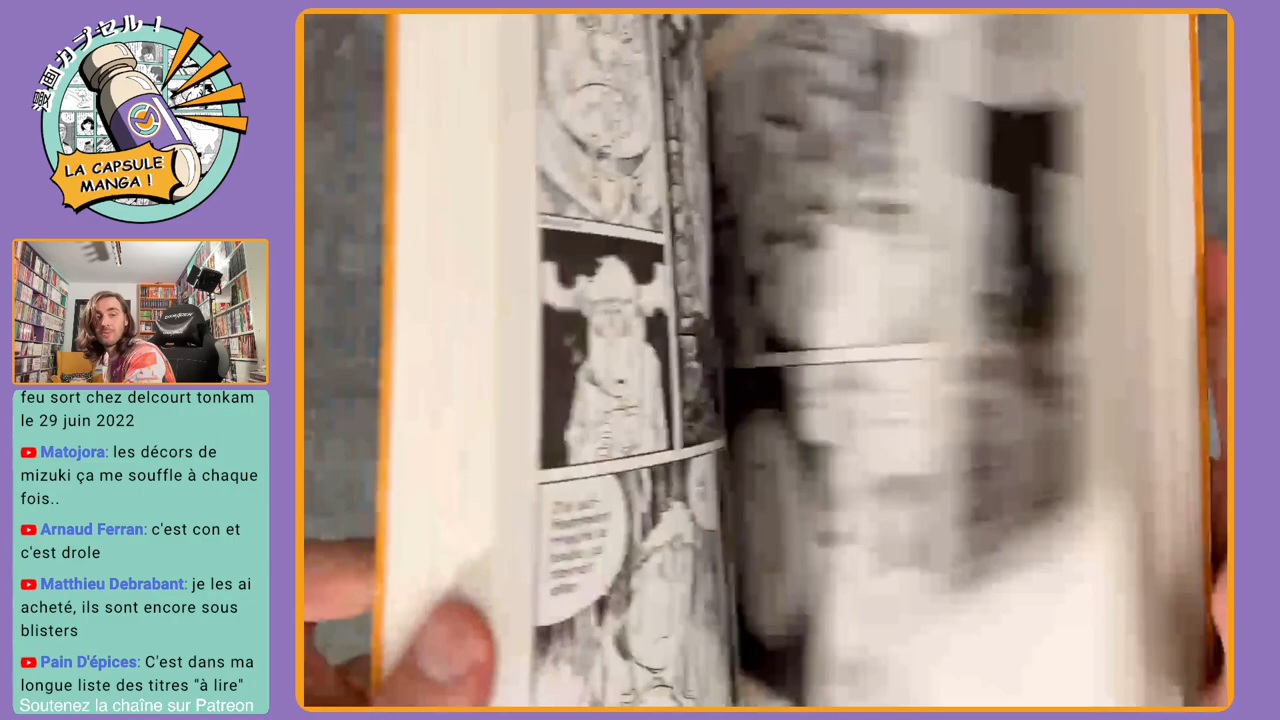 漫画カプセル！
LA CAPSULE
MANGA !
feu sort chez delcourt tonkam
le 29 juin 2022
Matojora: les décors de
mizuki ça me souffle à chaque
fois..
Arnaud Ferran: c'est con et
c'est drole
Matthieu Debrabant: je les ai
acheté, ils sont encore sous
blisters
Pain D'épices: C'est dans ma
longue liste des titres "à lire"
Soutenez la chaîne sur Patreon